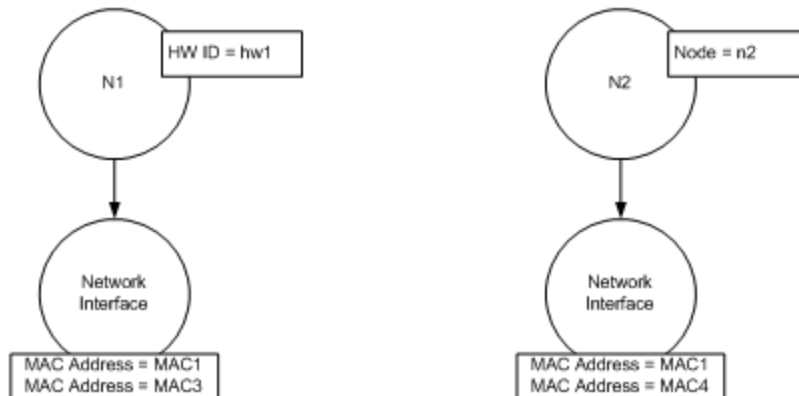 N1
HW ID = hw1
Network
Interface
MAC Address = MAC1
MAC Address = MAC3
N2
Node = n2
Network
Interface
MAC Address = MAC1
MAC Address = MAC4